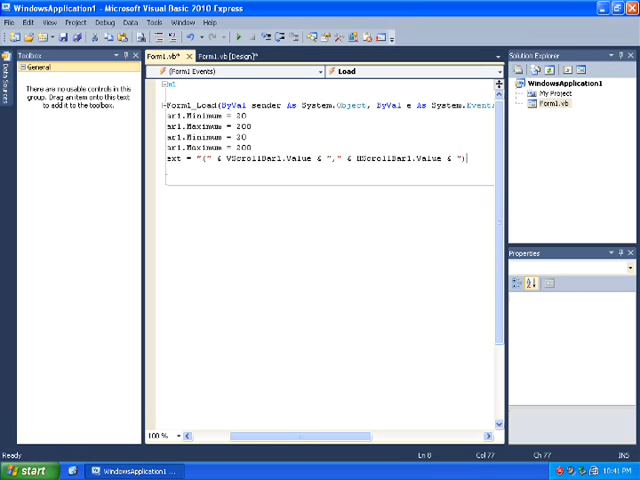 WindowsApplication1 - Microsoft Visual Basic 2010 Express
File Edit View Project Debug Data Tools Window Help
Toolbox
General
There are no usable controls in this
group. Drag an item onto this text
to add it to the toolbox.
Data Sources
Form1.vb* Form1.vb [Design]*
(Form1 Events) Load
m1
Form1_Load(ByVal sender As System.Object, ByVal e As System.Event
ar1.Minimum = 20
ar1.Maximum = 200
ar1.Minimum = 20
ar1.Maximum = 200
ext = "(" & VScrollBar1.Value & "," & HScrollBar1.Value & ")
100 %
Solution Explorer
WindowsApplication1
My Project
Form1.vb
Properties
Ready
Ln 8
Col 77
Ch 77
INS
start
WindowsApplication1 ...
10:41 PM